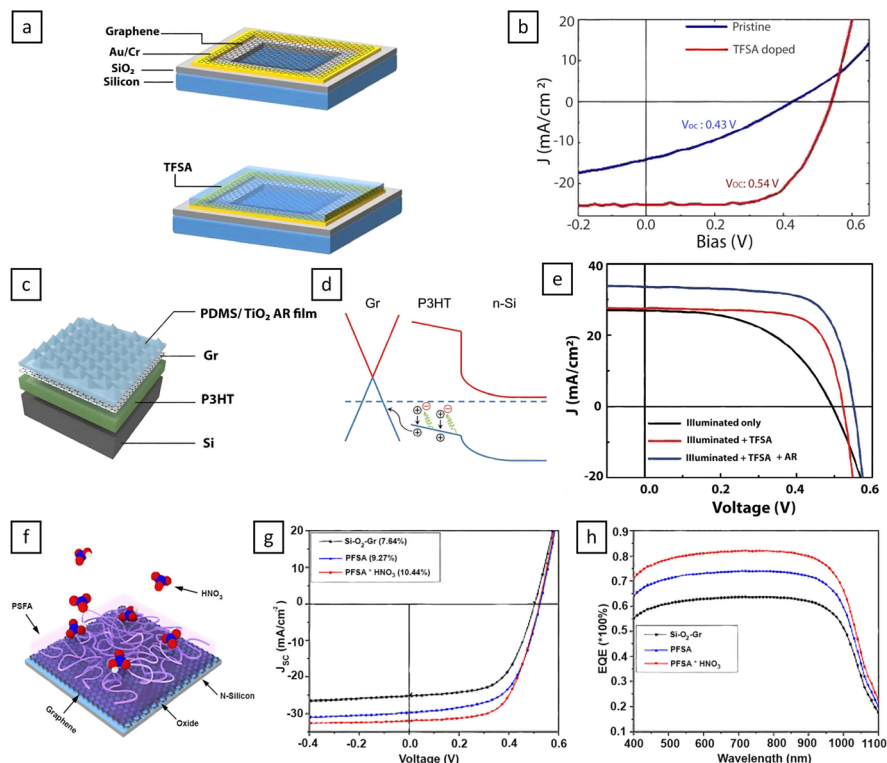 a
Graphene
Au/Cr
SiO₂
Silicon
TFSA
b
J (mA/cm²)
20
10
0
-10
-20
Pristine
TFSA doped
Voc : 0.43 V
Voc: 0.54 V
-0.2 0.0 0.2 0.4 0.6
Bias (V)
c
PDMS/ TiO₂ AR film
Gr
P3HT
Si
d
Gr P3HT n-Si
e
J (mA/cm²)
40
20
0
-20
Illuminated only
Illuminated + TFSA
Illuminated + TFSA + AR
0.0 0.2 0.4 0.6
Voltage (V)
f
HNO₃
PSFA
N-Silicon
Oxide
Graphene
g
Jsc (mA/cm²)
20
10
0
-10
-20
-30
Si-O₂-Gr (7.64%)
PFSA (9.27%)
PFSA * HNO₃ (10.44%)
-0.4 -0.2 0.0 0.2 0.4 0.6
Voltage (V)
h
EQE (*100%)
0.9
0.8
0.7
0.6
0.5
0.4
0.3
0.2
0.1
Si-O₂-Gr
PFSA
PFSA * HNO₃
400 500 600 700 800 900 1000 1100
Wavelength (nm)